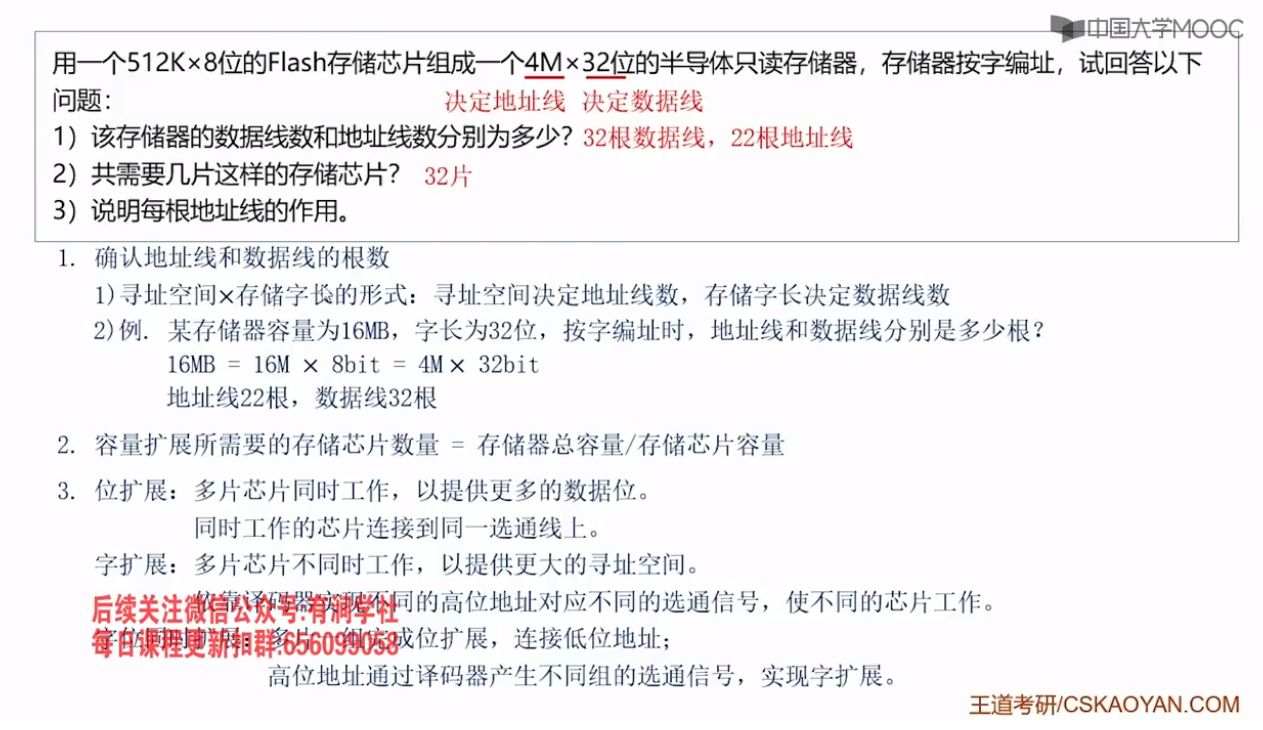 中国大学MOOC
用一个512K×8位的Flash存储芯片组成一个4M×32位的半导体只读存储器，存储器按字编址，试回答以下
问题：
决定地址线 决定数据线
1）该存储器的数据线数和地址线数分别为多少？32根数据线，22根地址线
2）共需要几片这样的存储芯片？ 32片
3）说明每根地址线的作用。
1. 确认地址线和数据线的根数
1)寻址空间×存储字长的形式：寻址空间决定地址线数，存储字长决定数据线数
2)例. 某存储器容量为16MB，字长为32位，按字编址时，地址线和数据线分别是多少根？
16MB = 16M × 8bit = 4M × 32bit
地址线22根，数据线32根
2. 容量扩展所需要的存储芯片数量 = 存储器总容量/存储芯片容量
3. 位扩展：多片芯片同时工作，以提供更多的数据位。
同时工作的芯片连接到同一选通线上。
字扩展：多片芯片不同时工作，以提供更大的寻址空间。
依靠译码器实现不同的高位地址对应不同的选通信号，使不同的芯片工作。
后续关注微信公众号:有润学社
字位同时扩展：多片一组完成位扩展，连接低位地址；
每日课程更新扣群:656099058
高位地址通过译码器产生不同组的选通信号，实现字扩展。
王道考研/CSKAOYAN.COM